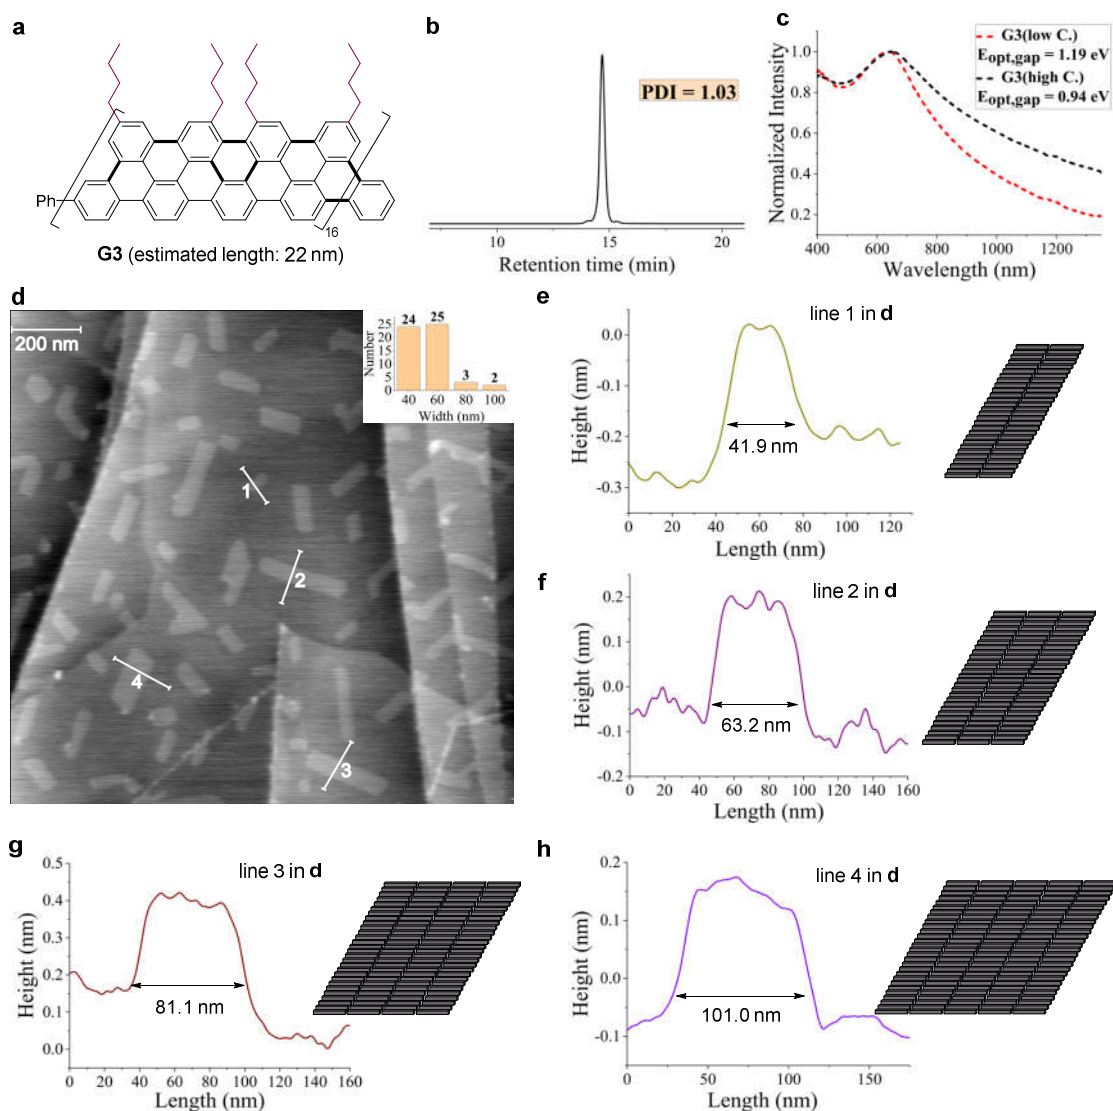 a
Ph
16
G3 (estimated length: 22 nm)
b
PDI = 1.03
10 15 20
Retention time (min)
c
G3(low C.)
E_opt,gap = 1.19 eV
G3(high C.)
E_opt,gap = 0.94 eV
Normalized Intensity
1.0
0.8
0.6
0.4
0.2
400 600 800 1000 1200
Wavelength (nm)
d
200 nm
1
2
3
4
Number
25
20
15
10
5
0
24 25 3 2
40 60 80 100
Width (nm)
e
line 1 in d
Height (nm)
0.0
-0.1
-0.2
-0.3
41.9 nm
0 20 40 60 80 100 120
Length (nm)
f
line 2 in d
Height (nm)
0.2
0.1
0.0
-0.1
-0.2
63.2 nm
0 20 40 60 80 100 120 140 160
Length (nm)
g
line 3 in d
Height (nm)
0.5
0.4
0.3
0.2
0.1
0.0
81.1 nm
0 20 40 60 80 100 120 140 160
Length (nm)
h
line 4 in d
Height (nm)
0.2
0.1
0.0
-0.1
101.0 nm
0 50 100 150
Length (nm)